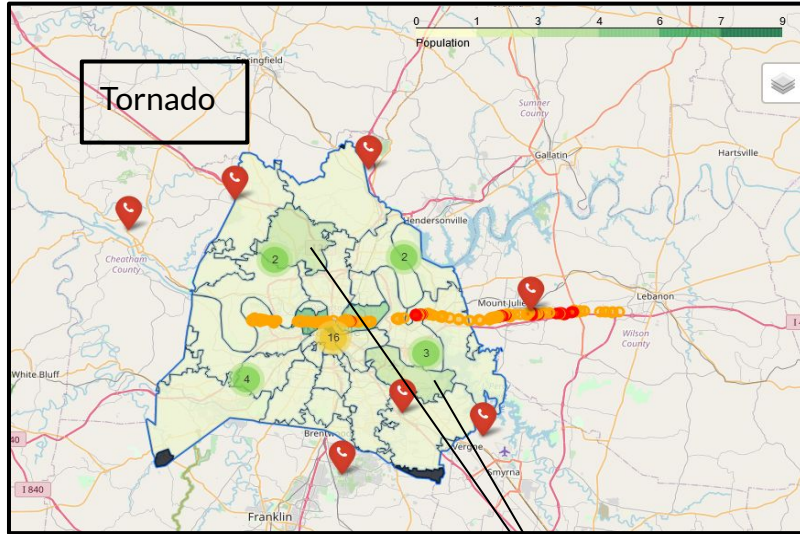 0 1 3 4 6 7 9
Population
Tornado
Springfield
Sumner
County
Gallatin
Hartsville
Hendersonville
Cheatham
County
2
2
Mount Juliet
Lebanon
Wilson
County
16
3
4
White Bluff
Vergne
Smyrna
I 840
Franklin